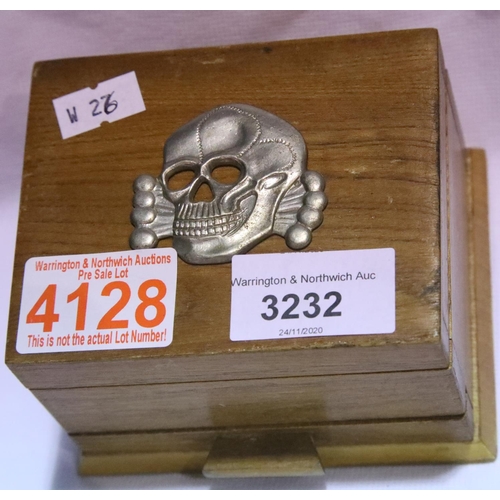 W 26
Warrington & Northwich Auctions
Pre Sale Lot
4128
This is not the actual Lot Number!
Warrington & Northwich Auc
3232
24/11/2020